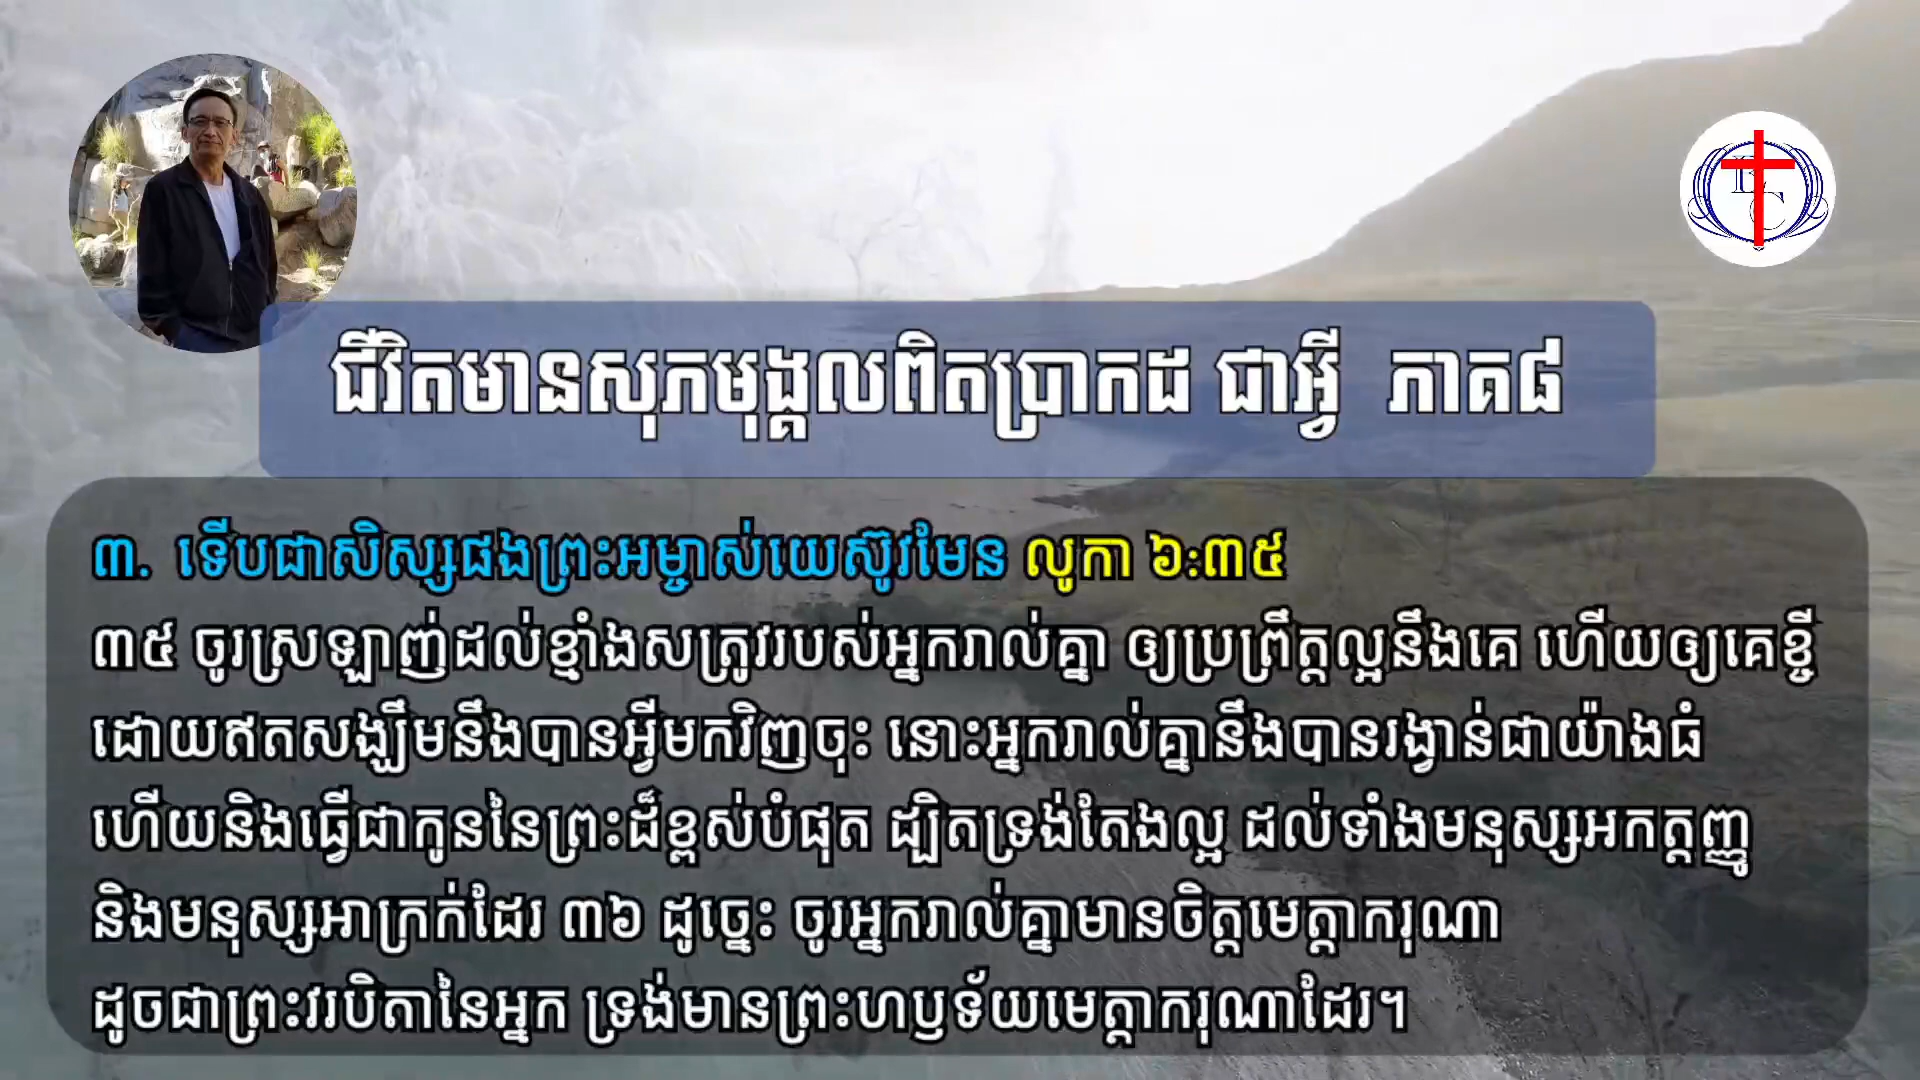 ជីវិតមានសុភមុង្គលពិតប្រាកដ ជាអ្វី ភាគ៨
៣. ទើបជាសិស្សផងព្រះអម្ចាស់យេស៊ូវមែន លូកា ៦:៣៥
៣៥ ចូរស្រឡាញ់ដល់ខ្មាំងសត្រូវរបស់អ្នករាល់គ្នា ឲ្យប្រព្រឹត្តល្អនឹងគេ ហើយឲ្យគេខ្ចី
ដោយឥតសង្ឃឹមនឹងបានអ្វីមកវិញចុះ នោះអ្នករាល់គ្នានឹងបានរង្វាន់ជាយ៉ាងធំ
ហើយនិងធ្វើជាកូននៃព្រះដ៏ខ្ពស់បំផុត ដ្បិតទ្រង់តែងល្អ ដល់ទាំងមនុស្សអកត្តញ្ញូ
និងមនុស្សអាក្រក់ដែរ ៣៦ ដូច្នេះ ចូរអ្នករាល់គ្នាមានចិត្តមេត្តាករុណា
ដូចជាព្រះវរបិតានៃអ្នក ទ្រង់មានព្រះហឫទ័យមេត្តាករុណាដែរ។